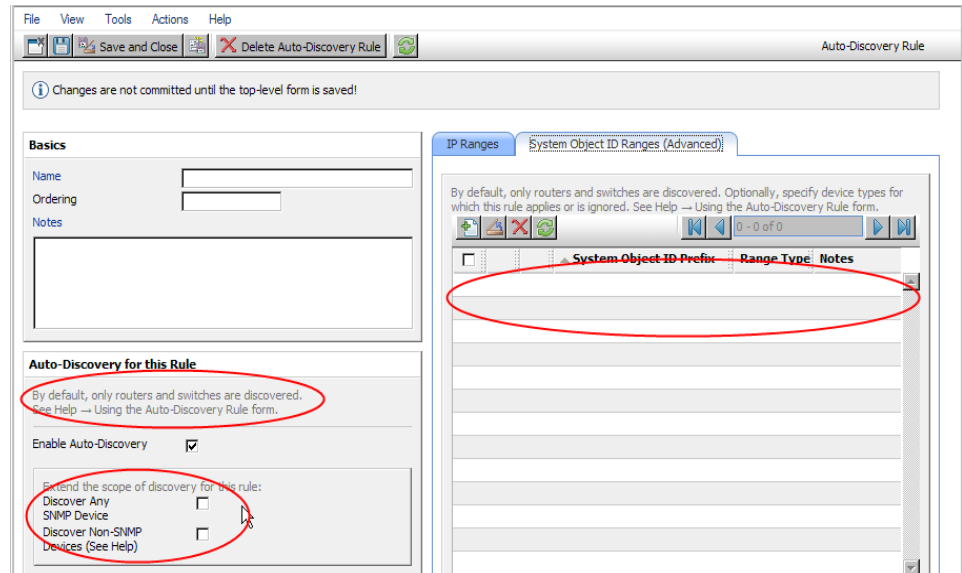 File View Tools Actions Help
Save and Close Delete Auto-Discovery Rule Auto-Discovery Rule
Changes are not committed until the top-level form is saved!
Basics
Name
Ordering
Notes
Auto-Discovery for this Rule
By default, only routers and switches are discovered.
See Help → Using the Auto-Discovery Rule form.
Enable Auto-Discovery
Extend the scope of discovery for this rule:
Discover Any
SNMP Device
Discover Non-SNMP
Devices (See Help)
IP Ranges System Object ID Ranges (Advanced)
By default, only routers and switches are discovered. Optionally, specify device types for
which this rule applies or is ignored. See Help → Using the Auto-Discovery Rule form.
0 - 0 of 0
System Object ID Prefix Range Type Notes